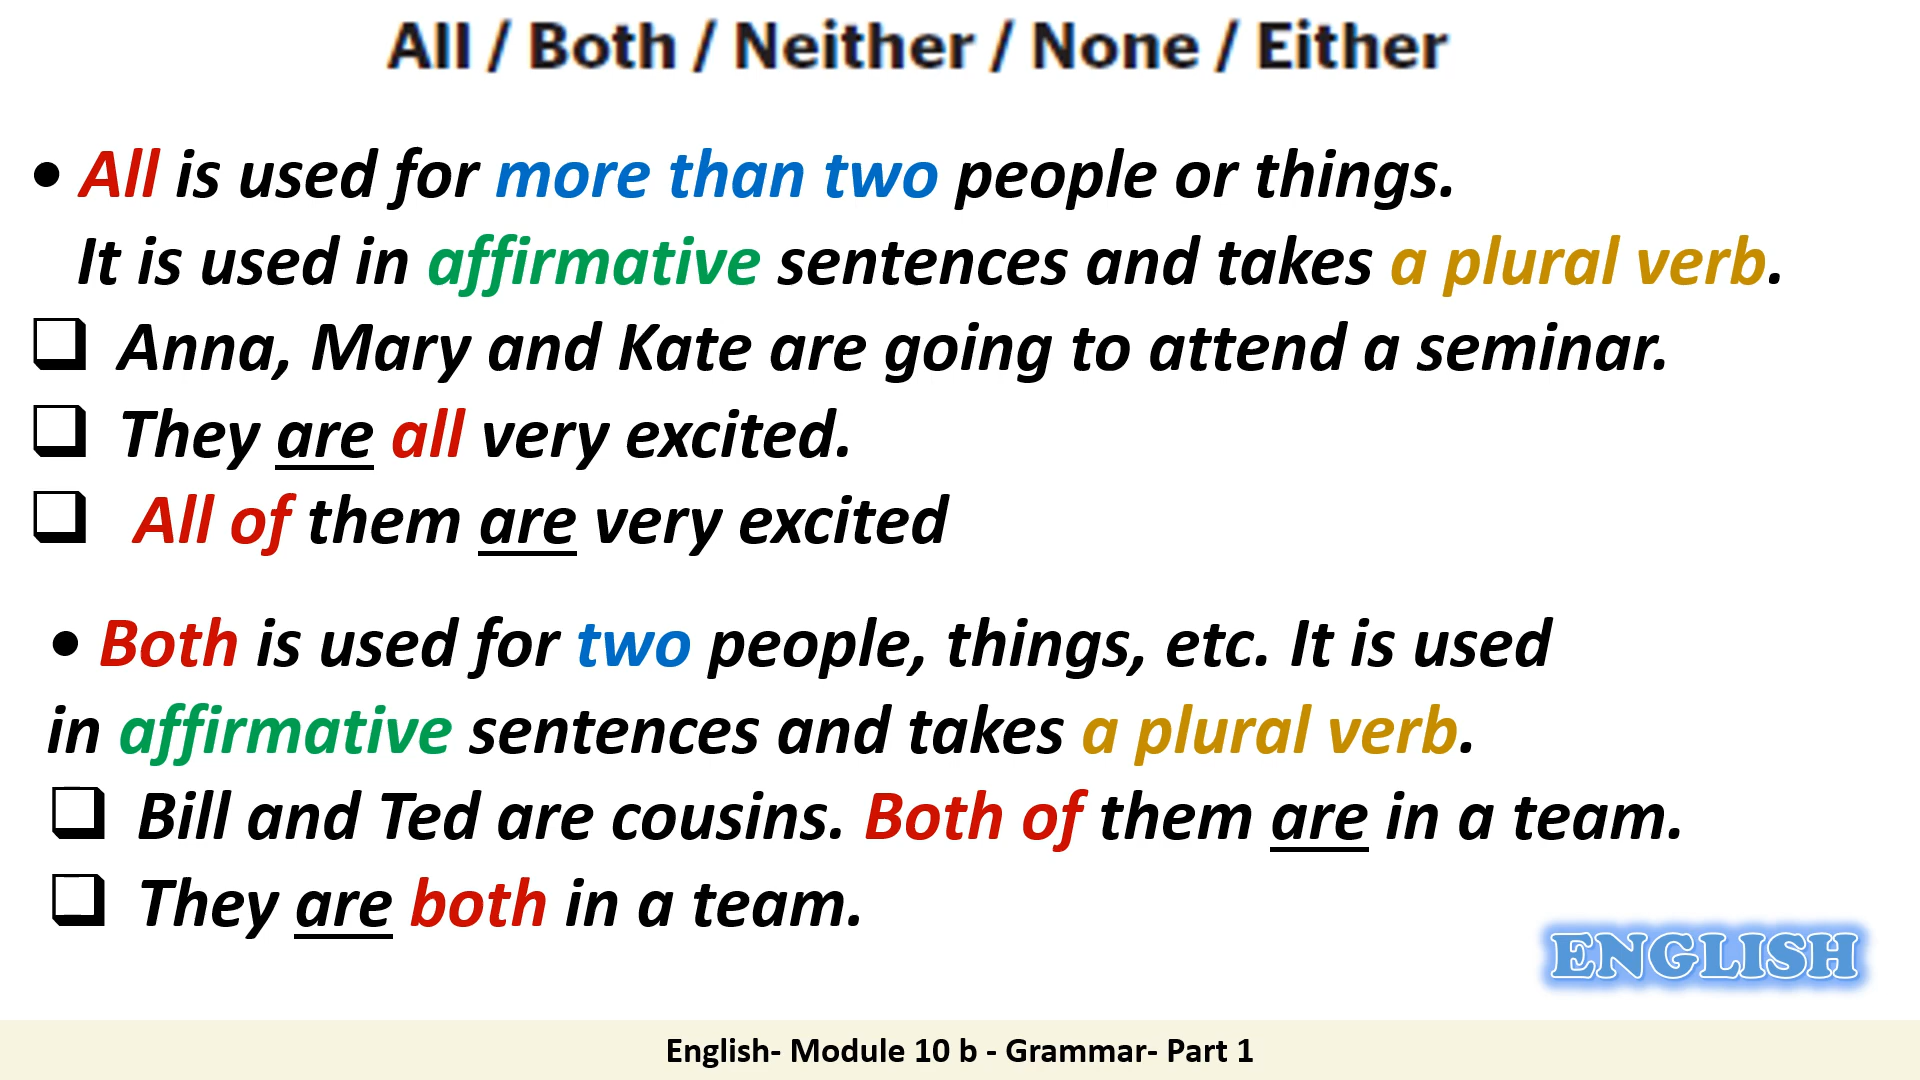 All / Both / Neither / None / Either
• All is used for more than two people or things.
It is used in affirmative sentences and takes a plural verb.
❑ Anna, Mary and Kate are going to attend a seminar.
❑ They are all very excited.
❑ All of them are very excited
• Both is used for two people, things, etc. It is used
in affirmative sentences and takes a plural verb.
❑ Bill and Ted are cousins. Both of them are in a team.
❑ They are both in a team.
ENGLISH
English- Module 10 b - Grammar- Part 1